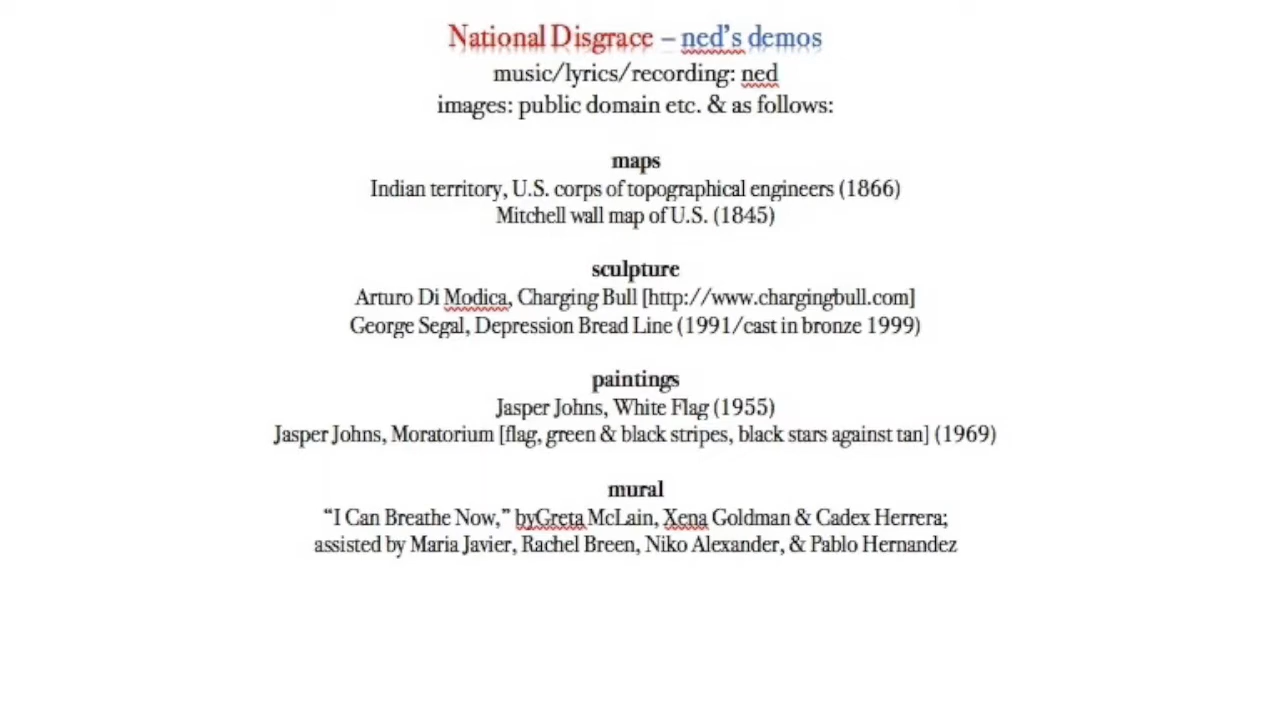 National Disgrace – ned's demos
music/lyrics/recording: ned
images: public domain etc. & as follows:
maps
Indian territory, U.S. corps of topographical engineers (1866)
Mitchell wall map of U.S. (1845)
sculpture
Arturo Di Modica, Charging Bull [http://www.chargingbull.com]
George Segal, Depression Bread Line (1991/cast in bronze 1999)
paintings
Jasper Johns, White Flag (1955)
Jasper Johns, Moratorium [flag, green & black stripes, black stars against tan] (1969)
mural
“I Can Breathe Now,” byGreta McLain, Xena Goldman & Cadex Herrera;
assisted by Maria Javier, Rachel Breen, Niko Alexander, & Pablo Hernandez